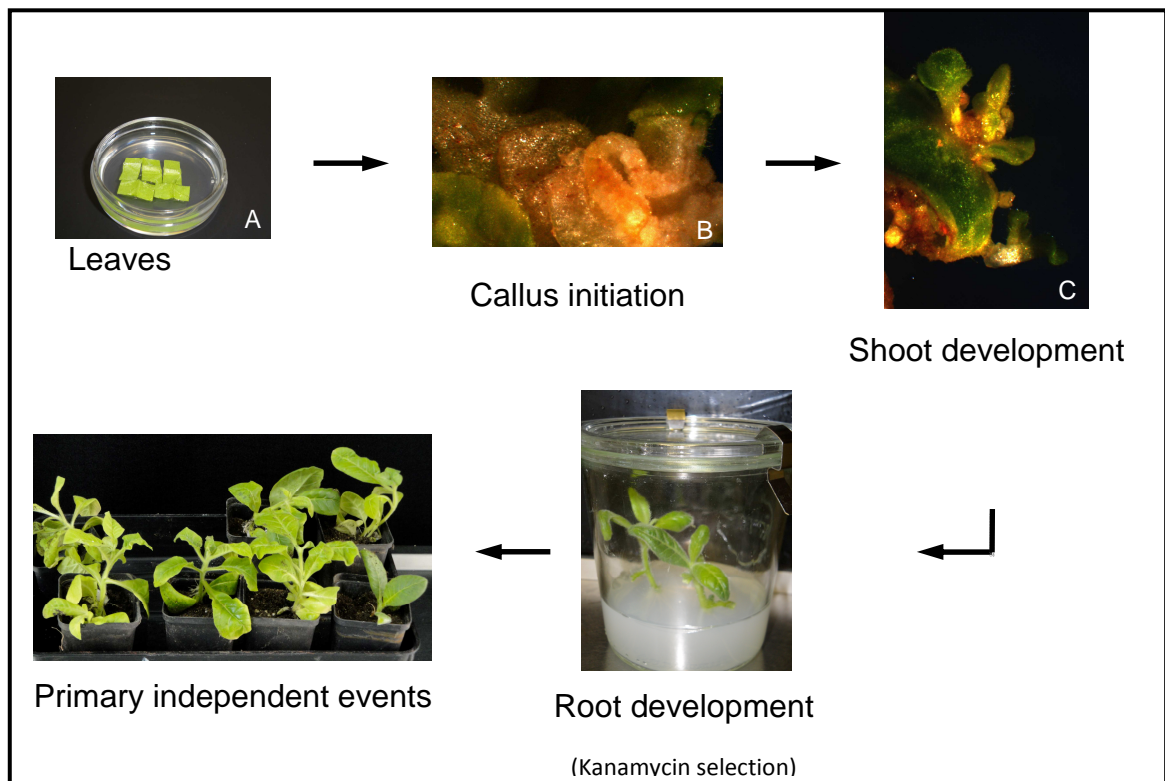 A
Leaves
B
Callus initiation
C
Shoot development
Primary independent events
Root development
(Kanamycin selection)